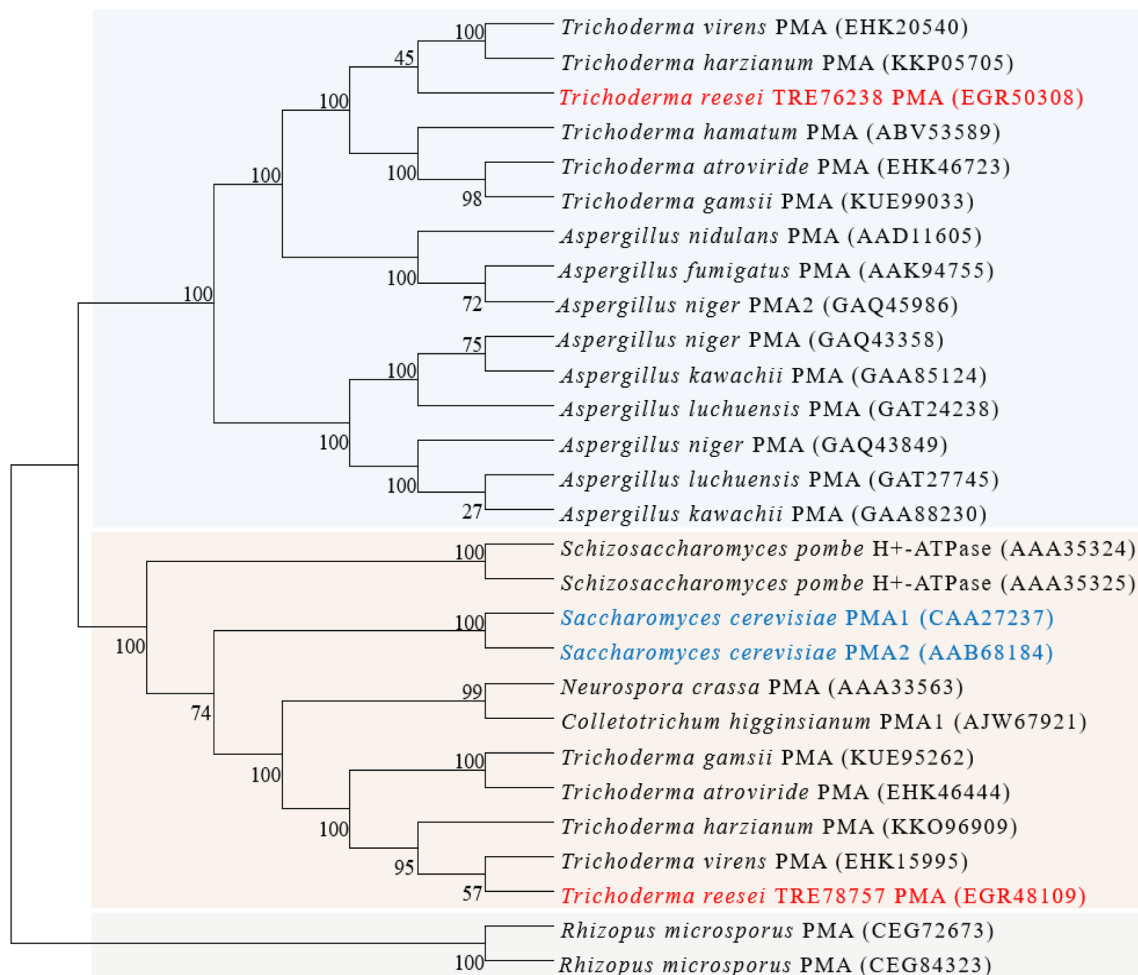 Trichoderma virens PMA (EHK20540)
100
45
Trichoderma harzianum PMA (KKP05705)
100
Trichoderma reesei TRE76238 PMA (EGR50308)
Trichoderma hamatum PMA (ABV53589)
100
100
Trichoderma atroviride PMA (EHK46723)
98
Trichoderma gamsii PMA (KUE99033)
Aspergillus nidulans PMA (AAD11605)
100
Aspergillus fumigatus PMA (AAK94755)
100
72
Aspergillus niger PMA2 (GAQ45986)
Aspergillus niger PMA (GAQ43358)
75
100
Aspergillus kawachii PMA (GAA85124)
Aspergillus luchuensis PMA (GAT24238)
100
Aspergillus niger PMA (GAQ43849)
100
Aspergillus luchuensis PMA (GAT27745)
27
Aspergillus kawachii PMA (GAA88230)
100
Schizosaccharomyces pombe H+-ATPase (AAA35324)
Schizosaccharomyces pombe H+-ATPase (AAA35325)
100
Saccharomyces cerevisiae PMA1 (CAA27237)
100
Saccharomyces cerevisiae PMA2 (AAB68184)
74
99
Neurospora crassa PMA (AAA33563)
Colletotrichum higginsianum PMA1 (AJW67921)
100
100
Trichoderma gamsii PMA (KUE95262)
Trichoderma atroviride PMA (EHK46444)
100
Trichoderma harzianum PMA (KKO96909)
95
Trichoderma virens PMA (EHK15995)
57
Trichoderma reesei TRE78757 PMA (EGR48109)
Rhizopus microsporus PMA (CEG72673)
100
Rhizopus microsporus PMA (CEG84323)